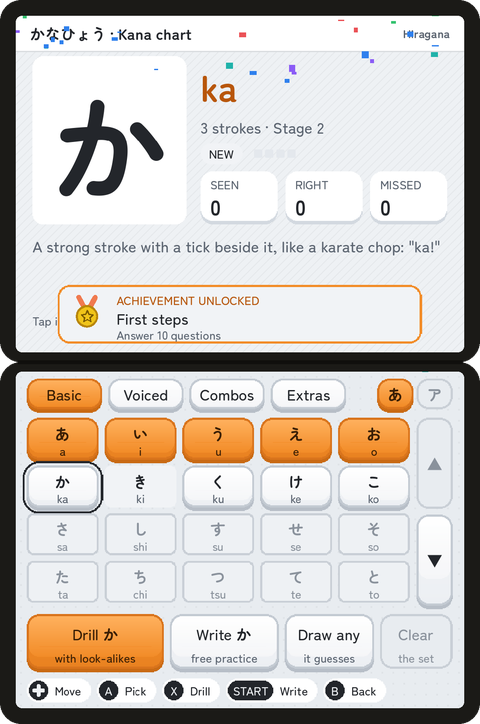 かなひょう · Kana chart
Hiragana
か
ka
3 strokes · Stage 2
NEW
SEEN
0
RIGHT
0
MISSED
0
A strong stroke with a tick beside it, like a karate chop: "ka!"
Tap
ACHIEVEMENT UNLOCKED
First steps
Answer 10 questions
Basic
Voiced
Combos
Extras
あ
ア
あ い う え お
a i u e o
か き く け こ
ka ki ku ke ko
さ し す せ そ
sa shi su se so
た ち つ て と
ta chi tsu te to
▲
▼
Drill か
with look-alikes
Write か
free practice
Draw any
it guesses
Clear
the set
Move
A Pick
X Drill
START Write
B Back